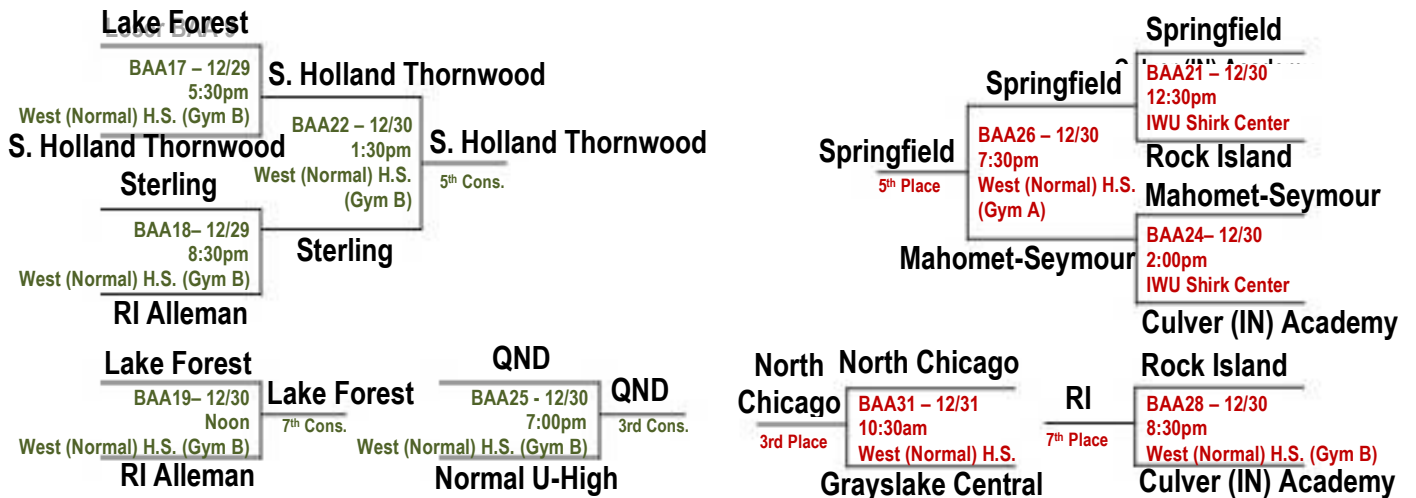 Lake Forest
Loser BAA 9
BAA17 – 12/29
5:30pm
West (Normal) H.S. (Gym B)
S. Holland Thornwood
S. Holland Thornwood
BAA22 – 12/30
1:30pm
West (Normal) H.S.
(Gym B)
S. Holland Thornwood
5th Cons.
Sterling
BAA18– 12/29
8:30pm
West (Normal) H.S. (Gym B)
Sterling
RI Alleman
Lake Forest
BAA19– 12/30
Noon
West (Normal) H.S. (Gym B)
RI Alleman
Lake Forest
7th Cons.
QND
BAA25 - 12/30
7:00pm
West (Normal) H.S. (Gym B)
Normal U-High
QND
3rd Cons.
Springfield
Culver (IN) Academy
BAA21 – 12/30
12:30pm
IWU Shirk Center
Rock Island
Springfield
BAA26 – 12/30
7:30pm
West (Normal) H.S.
(Gym A)
Springfield
5th Place
Mahomet-Seymour
BAA24– 12/30
2:00pm
IWU Shirk Center
Mahomet-Seymour
Culver (IN) Academy
North
Chicago
3rd Place
North Chicago
BAA31 – 12/31
10:30am
West (Normal) H.S.
Grayslake Central
RI
7th Place
Rock Island
BAA28 – 12/30
8:30pm
West (Normal) H.S. (Gym B)
Culver (IN) Academy